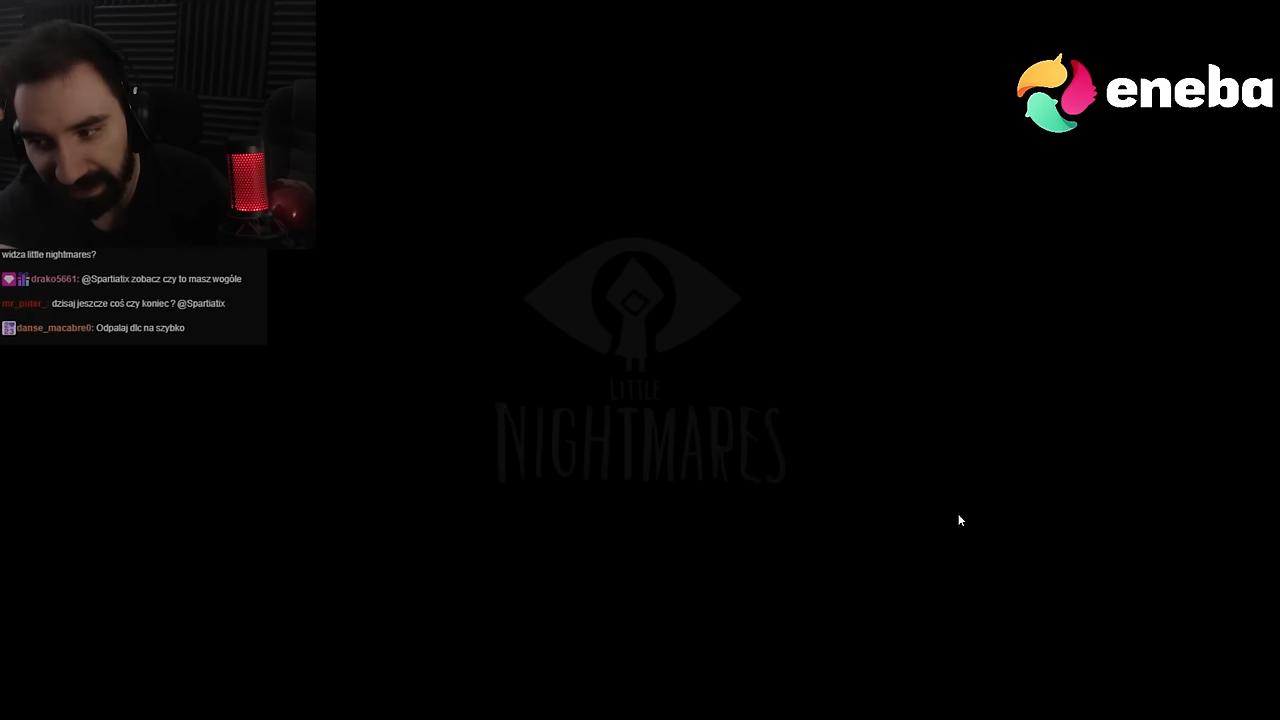 eneba
widza little nightmares?
drako5661: @Spartiatix zobacz czy to masz wogóle
mr_piiter_: dzisaj jeszcze coś czy koniec ? @Spartiatix
danse_macabre0: Odpalaj dlc na szybko
LITTLE
NIGHTMARES